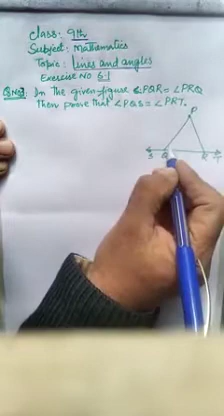 Class: 9th
Subject: Mathematics
Topic: Lines and angles
Exercise No 6.1
Q.No3: In the given figure ∠PQR = ∠PRQ
Then prove that ∠PQS = ∠PRT.
P
S Q R T